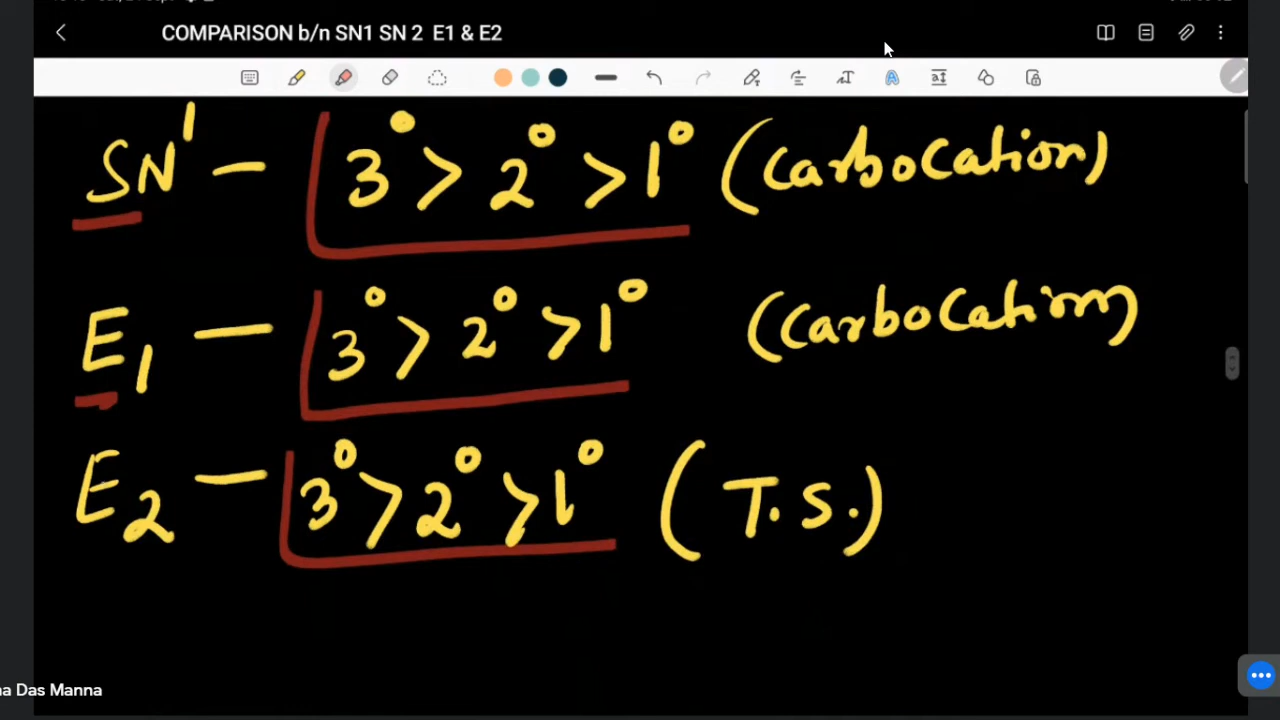 COMPARISON b/n SN1 SN 2 E1 & E2
SN1 - 3° > 2° > 1° (Carbocation)
E1 - 3° > 2° > 1° (Carbocation)
E2 - 3° > 2° > 1° (T.S.)
Das Manna